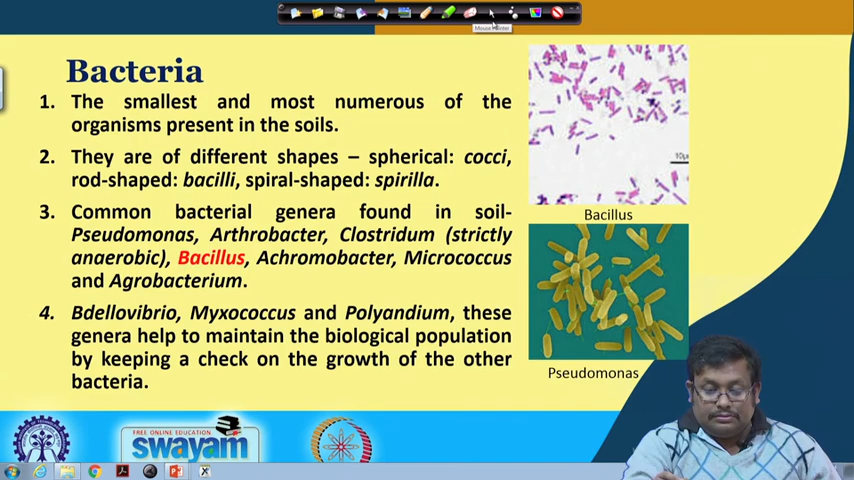 Mouse Pointer
Bacteria
1. The smallest and most numerous of the
organisms present in the soils.
2. They are of different shapes – spherical: cocci,
rod-shaped: bacilli, spiral-shaped: spirilla.
3. Common bacterial genera found in soil-
Pseudomonas, Arthrobacter, Clostridum (strictly
anaerobic), Bacillus, Achromobacter, Micrococcus
and Agrobacterium.
4. Bdellovibrio, Myxococcus and Polyandium, these
genera help to maintain the biological population
by keeping a check on the growth of the other
bacteria.
Bacillus
Pseudomonas
FREE ONLINE EDUCATION
swayam